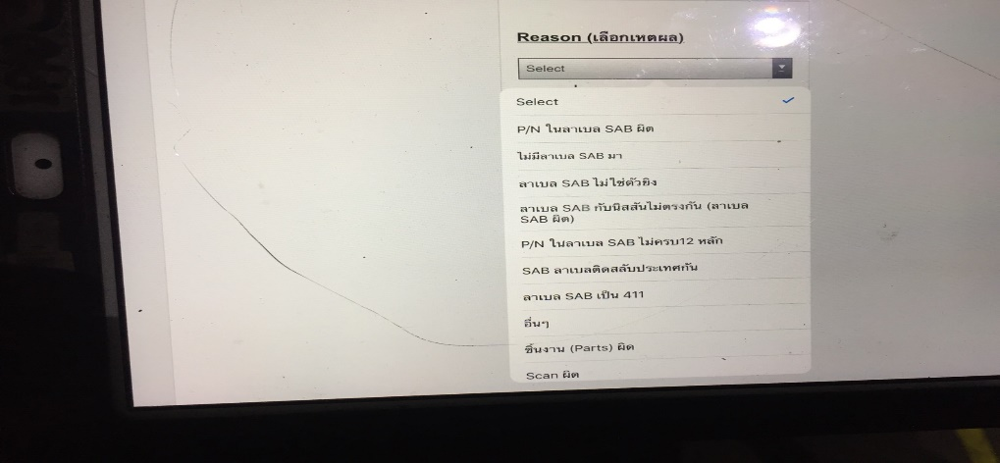 Reason (เลือกเหตผล)
Select
Select
P/N ในลาเบล SAB ผิด
ไม่มีลาเบล SAB มา
ลาเบล SAB ไม่ใช่ตัวยิง
ลาเบล SAB กับนิสสันไม่ตรงกัน (ลาเบล
SAB ผิด)
P/N ในลาเบล SAB ไม่ครบ12 หลัก
SAB ลาเบลติดสลับประเทศกัน
ลาเบล SAB เป็น 411
อื่นๆ
ชิ้นงาน (Parts) ผิด
Scan ผิด